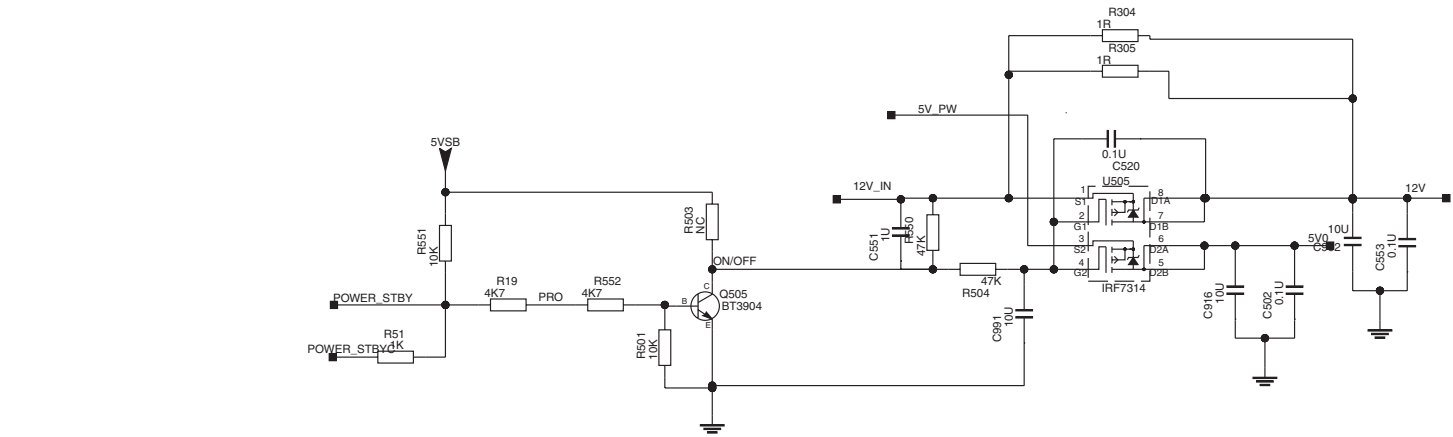 R304
1R
R305
1R
5V_PW
0.1U
C520
5VSB
12V_IN
U505
12V
1
S1
2
G1
3
S2
4
G2
8
D1A
7
D1B
6
D2A
5
D2B
IRF7314
C551
1U
R550
47K
R503
NC
R551
10K
ON/OFF
47K
R504
10U
5V0
C553
0.1U
C916
10U
C502
0.1U
C991
10U
POWER_STBY
R19
4K7
PRO
R552
4K7
B
C
E
Q505
BT3904
R501
10K
R51
1K
POWER_STBYC